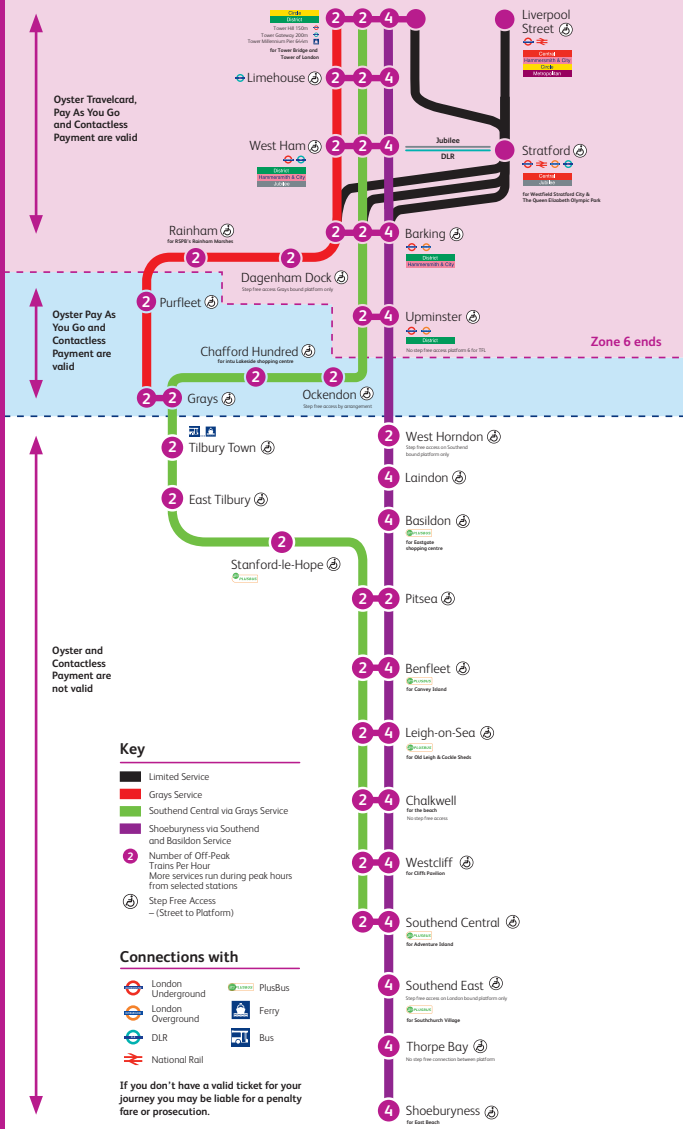 Circle
District
Tower Hill 150m
Tower Gateway 200m
Tower Millennium Pier 644m
for Tower Bridge and
Tower of London
2 2 4
Liverpool
Street
Central
Hammersmith & City
Circle
Metropolitan
Oyster Travelcard,
Pay As You Go
and Contactless
Payment are valid
Limehouse
2 2 4
West Ham
District
Hammersmith & City
Jubilee
2 2 4
Jubilee
DLR
Stratford
Central
Jubilee
for Westfield Stratford City &
The Queen Elizabeth Olympic Park
Rainham
for RSPB's Rainham Marshes
2
2
Dagenham Dock
Step free access Grays bound platform only
2 2 4
Barking
District
Hammersmith & City
2
Purfleet
Oyster Pay As
You Go and
Contactless
Payment are
valid
2 4
Upminster
District
No step free access platform 6 for TFL
Zone 6 ends
Chafford Hundred
for intu Lakeside shopping centre
2
2
Ockendon
Step free access by arrangement
2 2
Grays
2
Tilbury Town
2
East Tilbury
2
Stanford-le-Hope
PLUSBUS
2
West Horndon
Step free access on Southend
bound platform only
4
Laindon
4
Basildon
PLUSBUS
for Eastgate
shopping centre
2 2
Pitsea
Oyster and
Contactless
Payment are
not valid
2 4
Benfleet
PLUSBUS
for Canvey Island
2 4
Leigh-on-Sea
PLUSBUS
for Old Leigh & Cockle Sheds
2 4
Chalkwell
for the beach
No step free access
2 4
Westcliff
for Cliffs Pavilion
2 4
Southend Central
PLUSBUS
for Adventure Island
4
Southend East
Step free access on London bound platform only
PLUSBUS
for Southchurch Village
4
Thorpe Bay
No step free connection between platform
4
Shoeburyness
for East Beach
Key
Limited Service
Grays Service
Southend Central via Grays Service
Shoeburyness via Southend
and Basildon Service
2
Number of Off-Peak
Trains Per Hour
More services run during peak hours
from selected stations
Step Free Access
– (Street to Platform)
Connections with
London
Underground
PLUSBUS
PlusBus
London
Overground
Ferry
DLR
Bus
National Rail
If you don't have a valid ticket for your
journey you may be liable for a penalty
fare or prosecution.